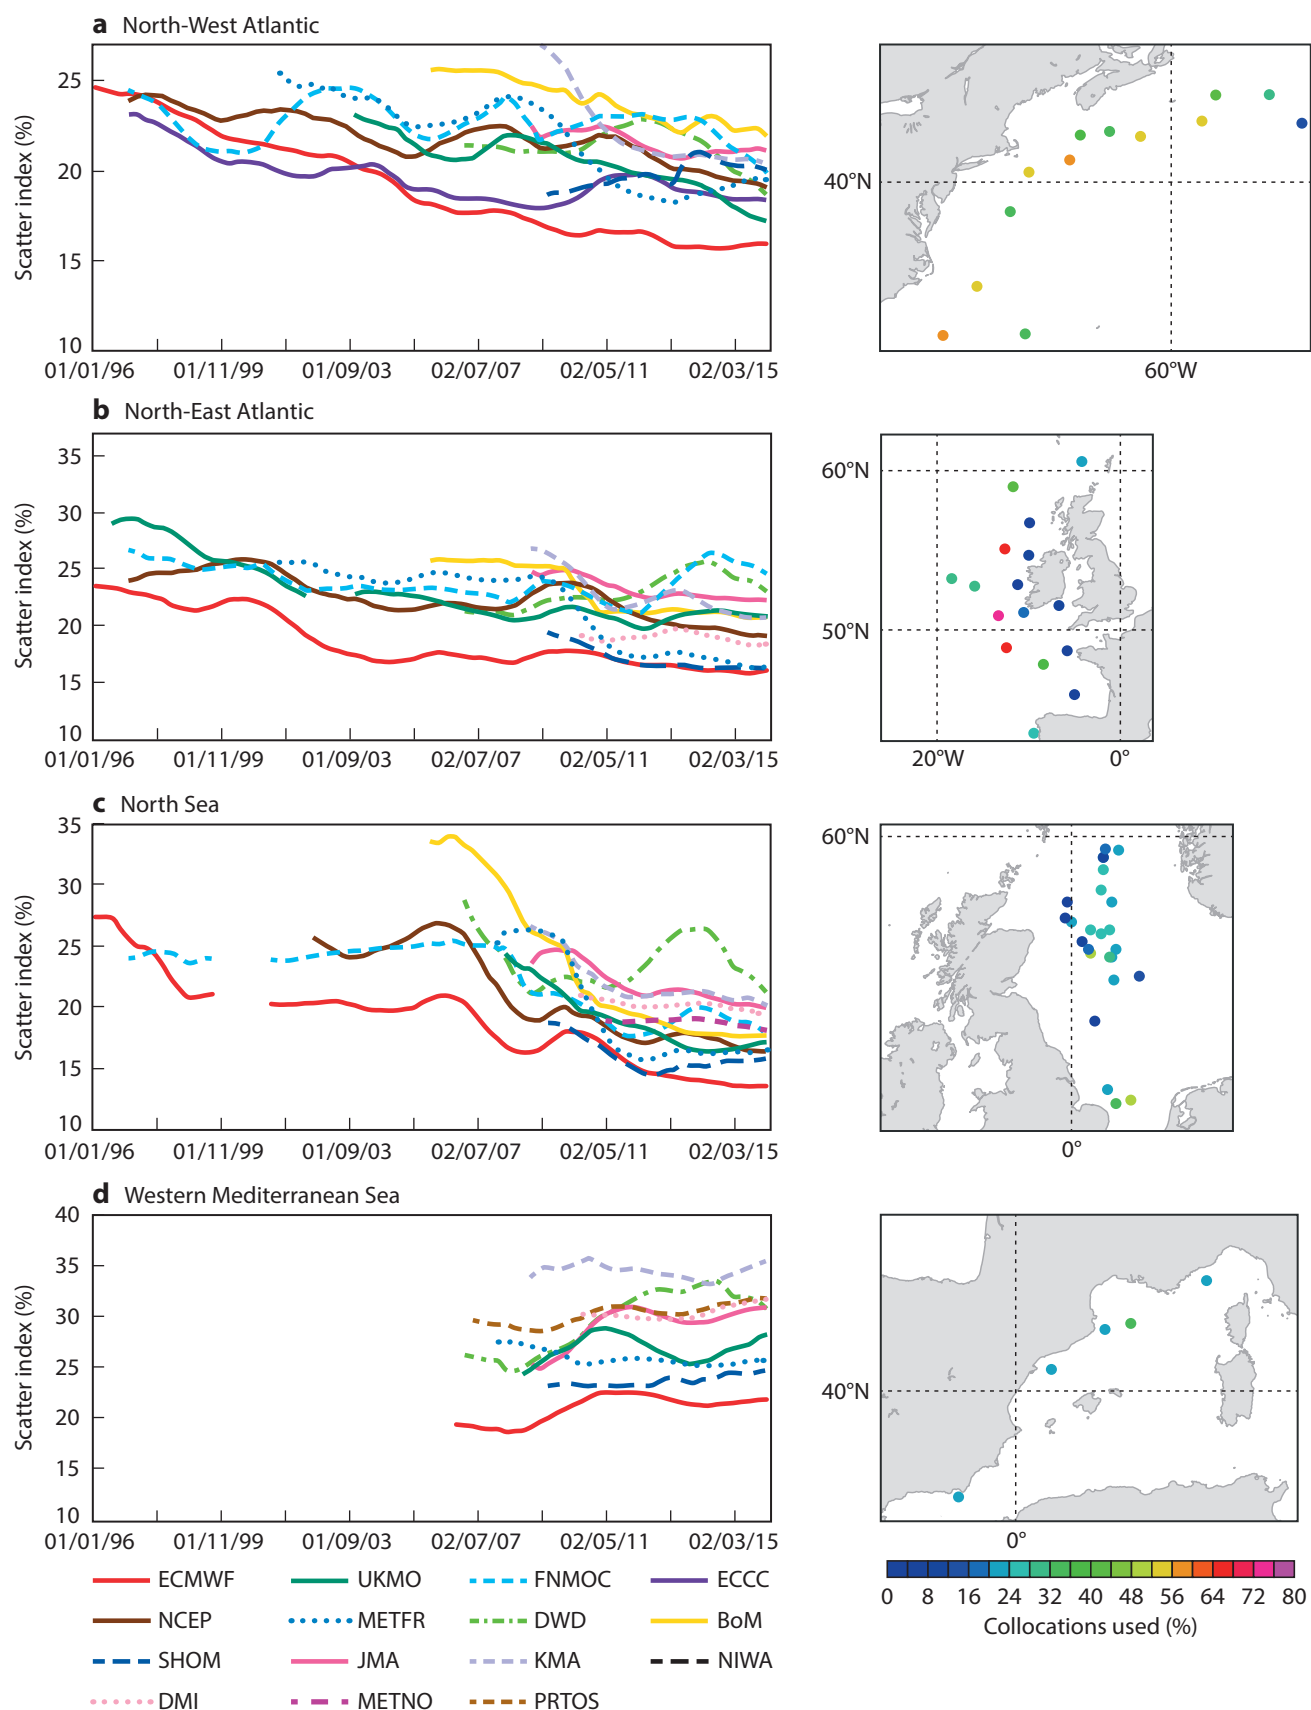 a North-West Atlantic
Scatter index (%)
25
20
15
10
01/01/96 01/11/99 01/09/03 02/07/07 02/05/11 02/03/15
40°N
60°W
b North-East Atlantic
Scatter index (%)
35
30
25
20
15
10
01/01/96 01/11/99 01/09/03 02/07/07 02/05/11 02/03/15
60°N
50°N
20°W 0°
c North Sea
Scatter index (%)
35
30
25
20
15
10
01/01/96 01/11/99 01/09/03 02/07/07 02/05/11 02/03/15
60°N
0°
d Western Mediterranean Sea
Scatter index (%)
40
35
30
25
20
15
10
01/01/96 01/11/99 01/09/03 02/07/07 02/05/11 02/03/15
40°N
0°
ECMWF UKMO FNMOC ECCC
NCEP METFR DWD BoM
SHOM JMA KMA NIWA
DMI METNO PRTOS
0 8 16 24 32 40 48 56 64 72 80
Collocations used (%)